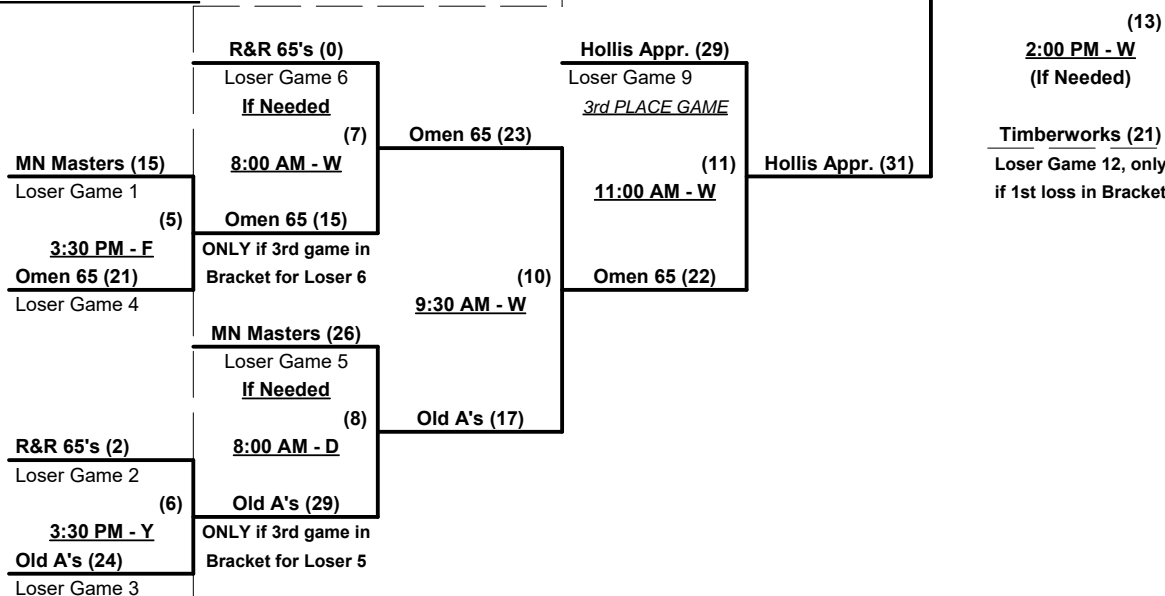 (13)
R&R 65's (0)
Hollis Appr. (29)
2:00 PM - W
Loser Game 6
Loser Game 9
(If Needed)
If Needed
3rd PLACE GAME
(7)
Omen 65 (23)
Timberworks (21)
MN Masters (15)
8:00 AM - W
(11)
Hollis Appr. (31)
Loser Game 12, only
Loser Game 1
11:00 AM - W
if 1st loss in Bracket
(5)
Omen 65 (15)
3:30 PM - F
ONLY if 3rd game in
Omen 65 (21)
Bracket for Loser 6
(10)
Omen 65 (22)
Loser Game 4
9:30 AM - W
MN Masters (26)
Loser Game 5
If Needed
(8)
Old A's (17)
R&R 65's (2)
8:00 AM - D
Loser Game 2
(6)
Old A's (29)
3:30 PM - Y
ONLY if 3rd game in
Old A's (24)
Bracket for Loser 5
Loser Game 3